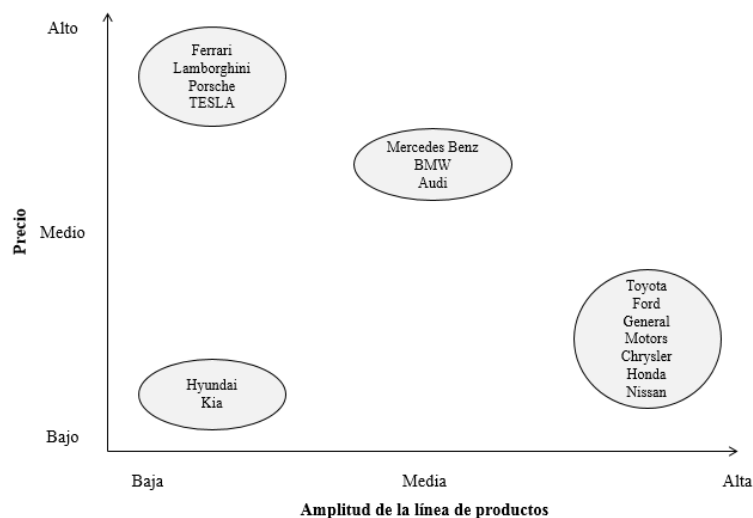 Alto
Ferrari
Lamborghini
Porsche
TESLA
Mercedes Benz
BMW
Audi
Precio
Medio
Toyota
Ford
General
Motors
Chrysler
Honda
Nissan
Hyundai
Kia
Bajo
Baja
Media
Alta
Amplitud de la línea de productos